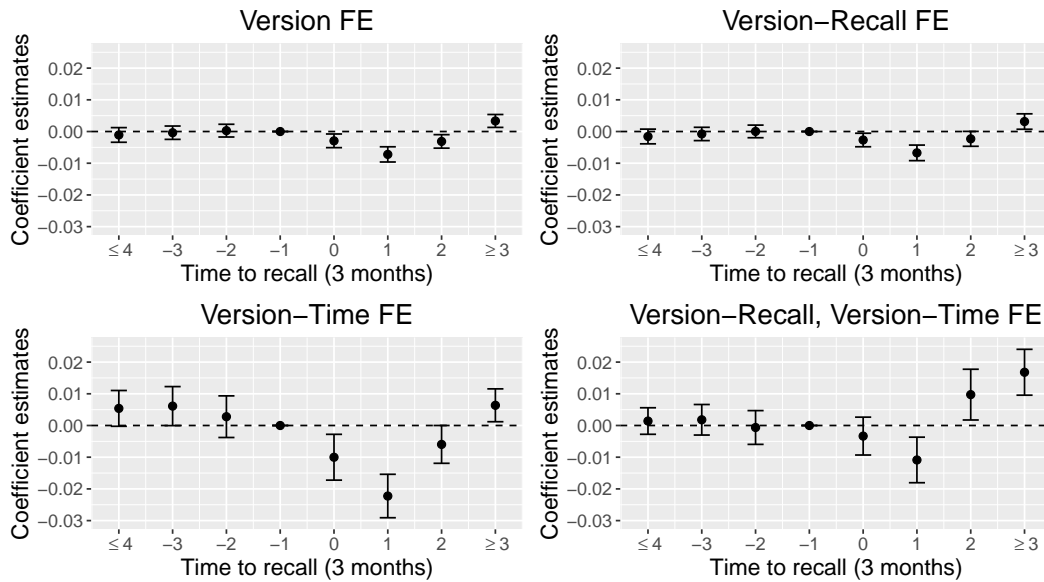 Version FE
Coefficient estimates
0.02
0.01
0.00
−0.01
−0.02
−0.03
≤ 4 −3 −2 −1 0 1 2 ≥ 3
Time to recall (3 months)
Version−Recall FE
Coefficient estimates
0.02
0.01
0.00
−0.01
−0.02
−0.03
≤ 4 −3 −2 −1 0 1 2 ≥ 3
Time to recall (3 months)
Version−Time FE
Coefficient estimates
0.02
0.01
0.00
−0.01
−0.02
−0.03
≤ 4 −3 −2 −1 0 1 2 ≥ 3
Time to recall (3 months)
Version−Recall, Version−Time FE
Coefficient estimates
0.02
0.01
0.00
−0.01
−0.02
−0.03
≤ 4 −3 −2 −1 0 1 2 ≥ 3
Time to recall (3 months)